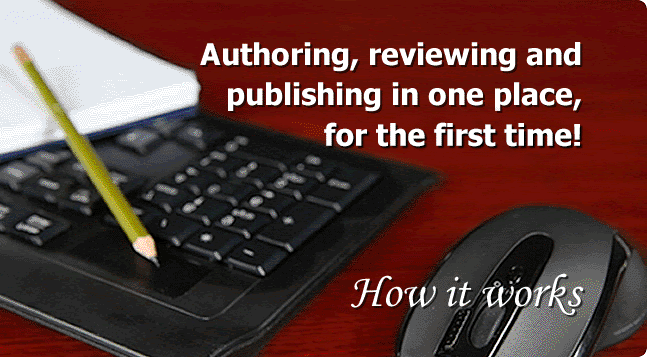 Authoring, reviewing and
publishing in one place,
for the first time!
How it works